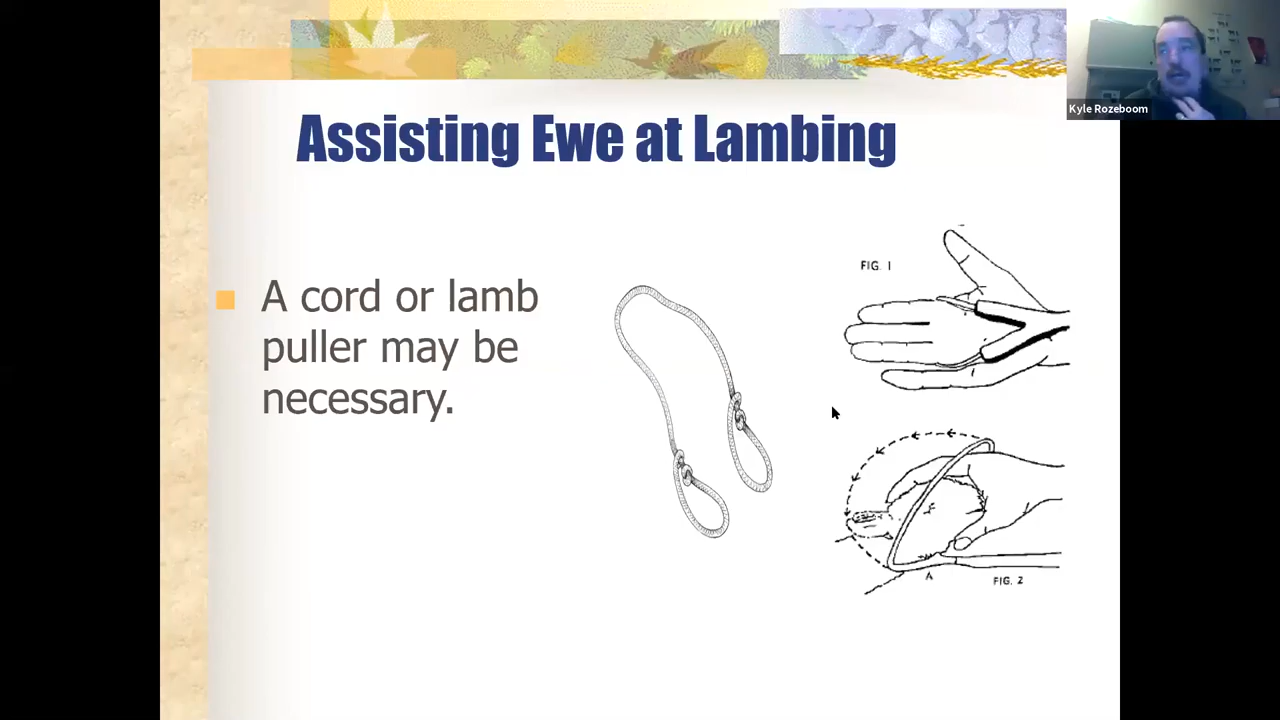 Kyle Rozeboom
Assisting Ewe at Lambing
A cord or lamb
puller may be
necessary.
FIG. 1
A
FIG. 2